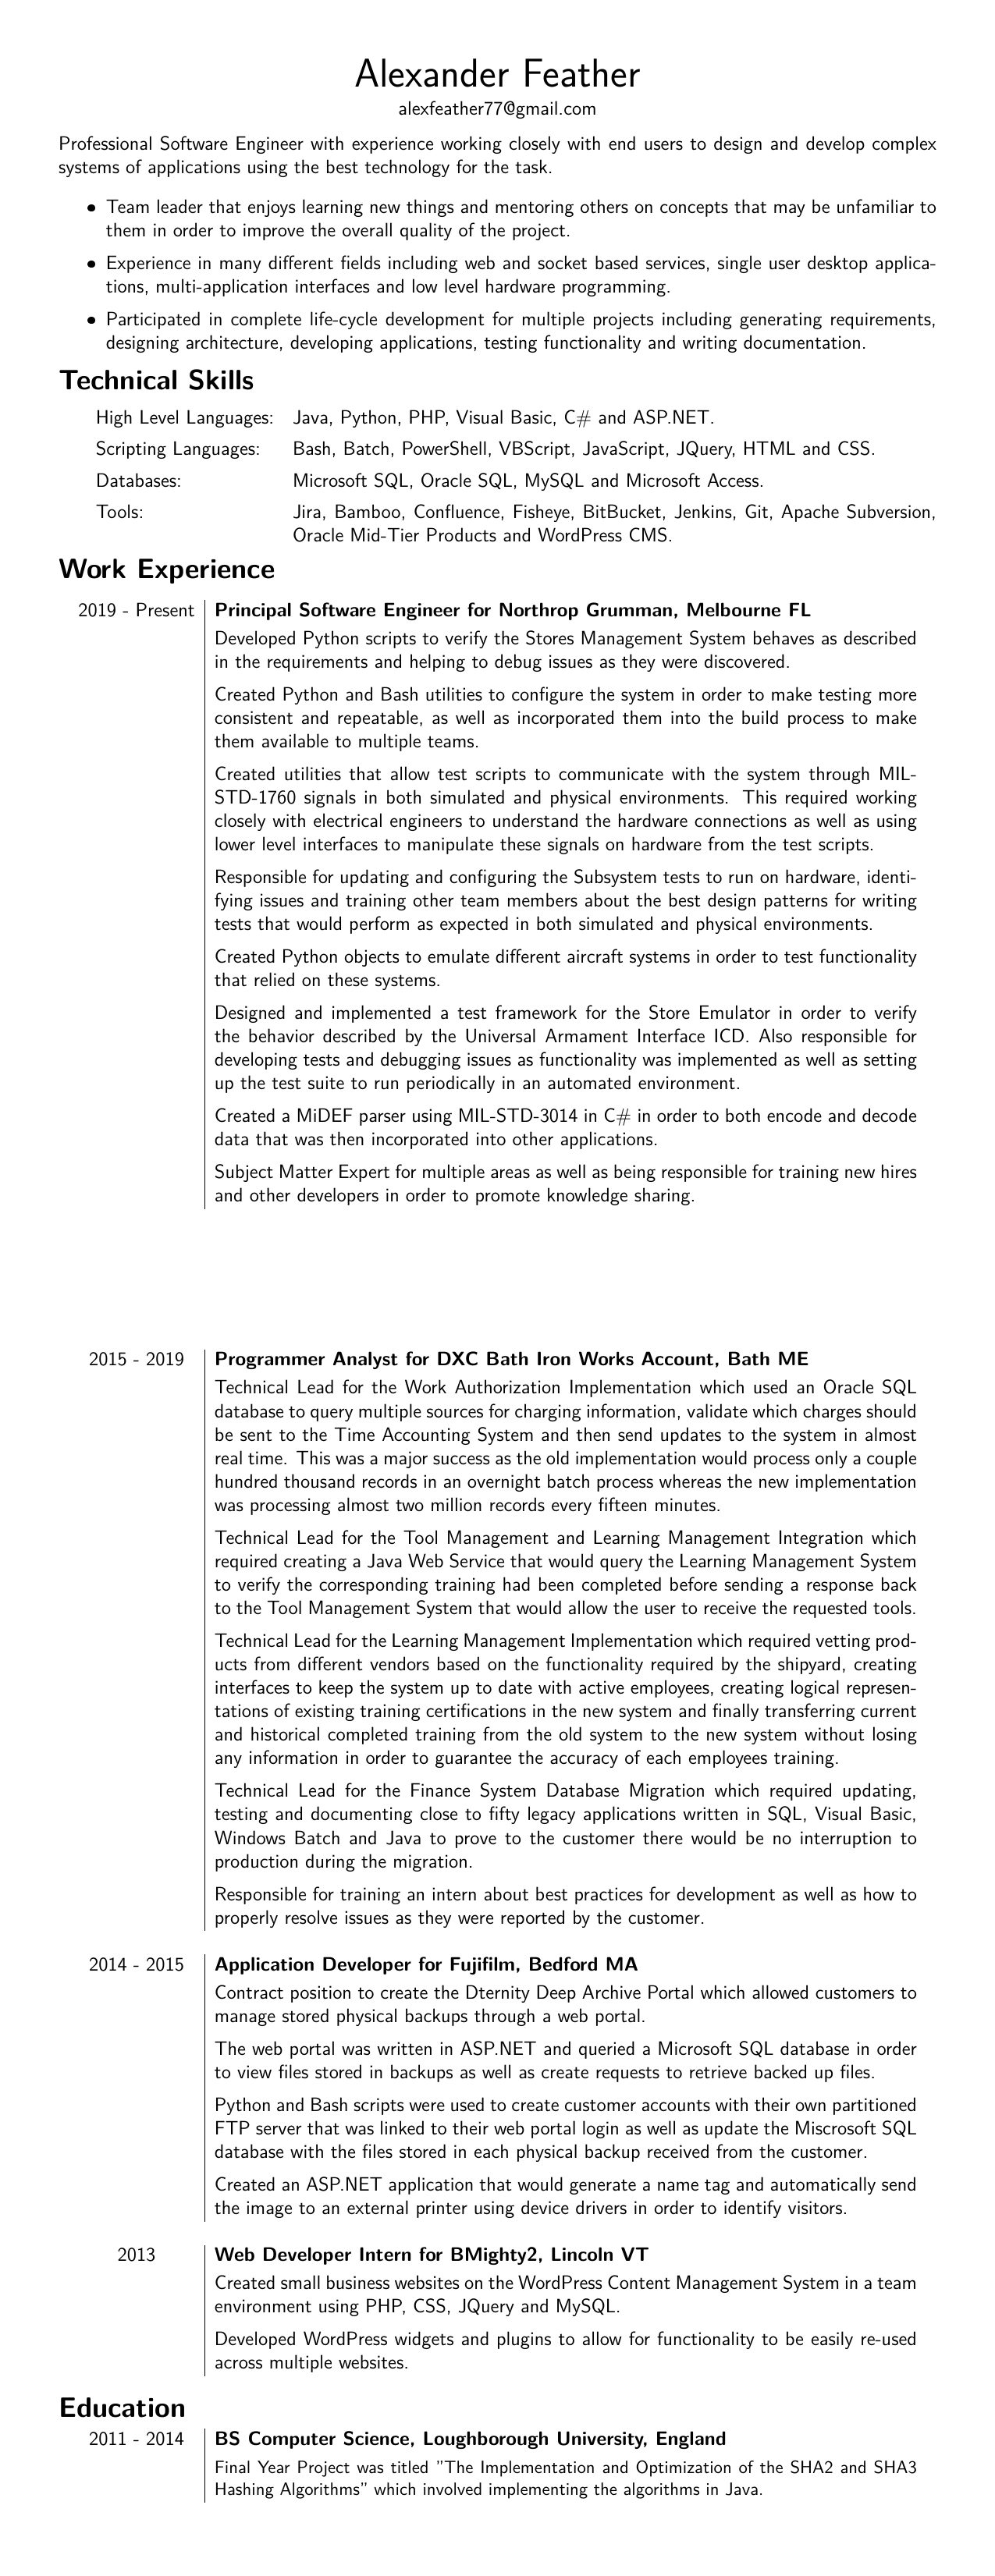 Alexander Feather
alexfeather77@gmail.com
Professional Software Engineer with experience working closely with end users to design and develop complex
systems of applications using the best technology for the task.
• Team leader that enjoys learning new things and mentoring others on concepts that may be unfamiliar to
them in order to improve the overall quality of the project.
• Experience in many different fields including web and socket based services, single user desktop applica-
tions, multi-application interfaces and low level hardware programming.
• Participated in complete life-cycle development for multiple projects including generating requirements,
designing architecture, developing applications, testing functionality and writing documentation.
Technical Skills
High Level Languages: Java, Python, PHP, Visual Basic, C# and ASP.NET.
Scripting Languages: Bash, Batch, PowerShell, VBScript, JavaScript, JQuery, HTML and CSS.
Databases: Microsoft SQL, Oracle SQL, MySQL and Microsoft Access.
Tools: Jira, Bamboo, Confluence, Fisheye, BitBucket, Jenkins, Git, Apache Subversion,
Oracle Mid-Tier Products and WordPress CMS.
Work Experience
2019 - Present Principal Software Engineer for Northrop Grumman, Melbourne FL
Developed Python scripts to verify the Stores Management System behaves as described
in the requirements and helping to debug issues as they were discovered.
Created Python and Bash utilities to configure the system in order to make testing more
consistent and repeatable, as well as incorporated them into the build process to make
them available to multiple teams.
Created utilities that allow test scripts to communicate with the system through MIL-
STD-1760 signals in both simulated and physical environments. This required working
closely with electrical engineers to understand the hardware connections as well as using
lower level interfaces to manipulate these signals on hardware from the test scripts.
Responsible for updating and configuring the Subsystem tests to run on hardware, identi-
fying issues and training other team members about the best design patterns for writing
tests that would perform as expected in both simulated and physical environments.
Created Python objects to emulate different aircraft systems in order to test functionality
that relied on these systems.
Designed and implemented a test framework for the Store Emulator in order to verify
the behavior described by the Universal Armament Interface ICD. Also responsible for
developing tests and debugging issues as functionality was implemented as well as setting
up the test suite to run periodically in an automated environment.
Created a MiDEF parser using MIL-STD-3014 in C# in order to both encode and decode
data that was then incorporated into other applications.
Subject Matter Expert for multiple areas as well as being responsible for training new hires
and other developers in order to promote knowledge sharing.
2015 - 2019 Programmer Analyst for DXC Bath Iron Works Account, Bath ME
Technical Lead for the Work Authorization Implementation which used an Oracle SQL
database to query multiple sources for charging information, validate which charges should
be sent to the Time Accounting System and then send updates to the system in almost
real time. This was a major success as the old implementation would process only a couple
hundred thousand records in an overnight batch process whereas the new implementation
was processing almost two million records every fifteen minutes.
Technical Lead for the Tool Management and Learning Management Integration which
required creating a Java Web Service that would query the Learning Management System
to verify the corresponding training had been completed before sending a response back
to the Tool Management System that would allow the user to receive the requested tools.
Technical Lead for the Learning Management Implementation which required vetting prod-
ucts from different vendors based on the functionality required by the shipyard, creating
interfaces to keep the system up to date with active employees, creating logical represen-
tations of existing training certifications in the new system and finally transferring current
and historical completed training from the old system to the new system without losing
any information in order to guarantee the accuracy of each employees training.
Technical Lead for the Finance System Database Migration which required updating,
testing and documenting close to fifty legacy applications written in SQL, Visual Basic,
Windows Batch and Java to prove to the customer there would be no interruption to
production during the migration.
Responsible for training an intern about best practices for development as well as how to
properly resolve issues as they were reported by the customer.
2014 - 2015 Application Developer for Fujifilm, Bedford MA
Contract position to create the Dternity Deep Archive Portal which allowed customers to
manage stored physical backups through a web portal.
The web portal was written in ASP.NET and queried a Microsoft SQL database in order
to view files stored in backups as well as create requests to retrieve backed up files.
Python and Bash scripts were used to create customer accounts with their own partitioned
FTP server that was linked to their web portal login as well as update the Miscrosoft SQL
database with the files stored in each physical backup received from the customer.
Created an ASP.NET application that would generate a name tag and automatically send
the image to an external printer using device drivers in order to identify visitors.
2013 Web Developer Intern for BMighty2, Lincoln VT
Created small business websites on the WordPress Content Management System in a team
environment using PHP, CSS, JQuery and MySQL.
Developed WordPress widgets and plugins to allow for functionality to be easily re-used
across multiple websites.
Education
2011 - 2014 BS Computer Science, Loughborough University, England
Final Year Project was titled "The Implementation and Optimization of the SHA2 and SHA3
Hashing Algorithms" which involved implementing the algorithms in Java.